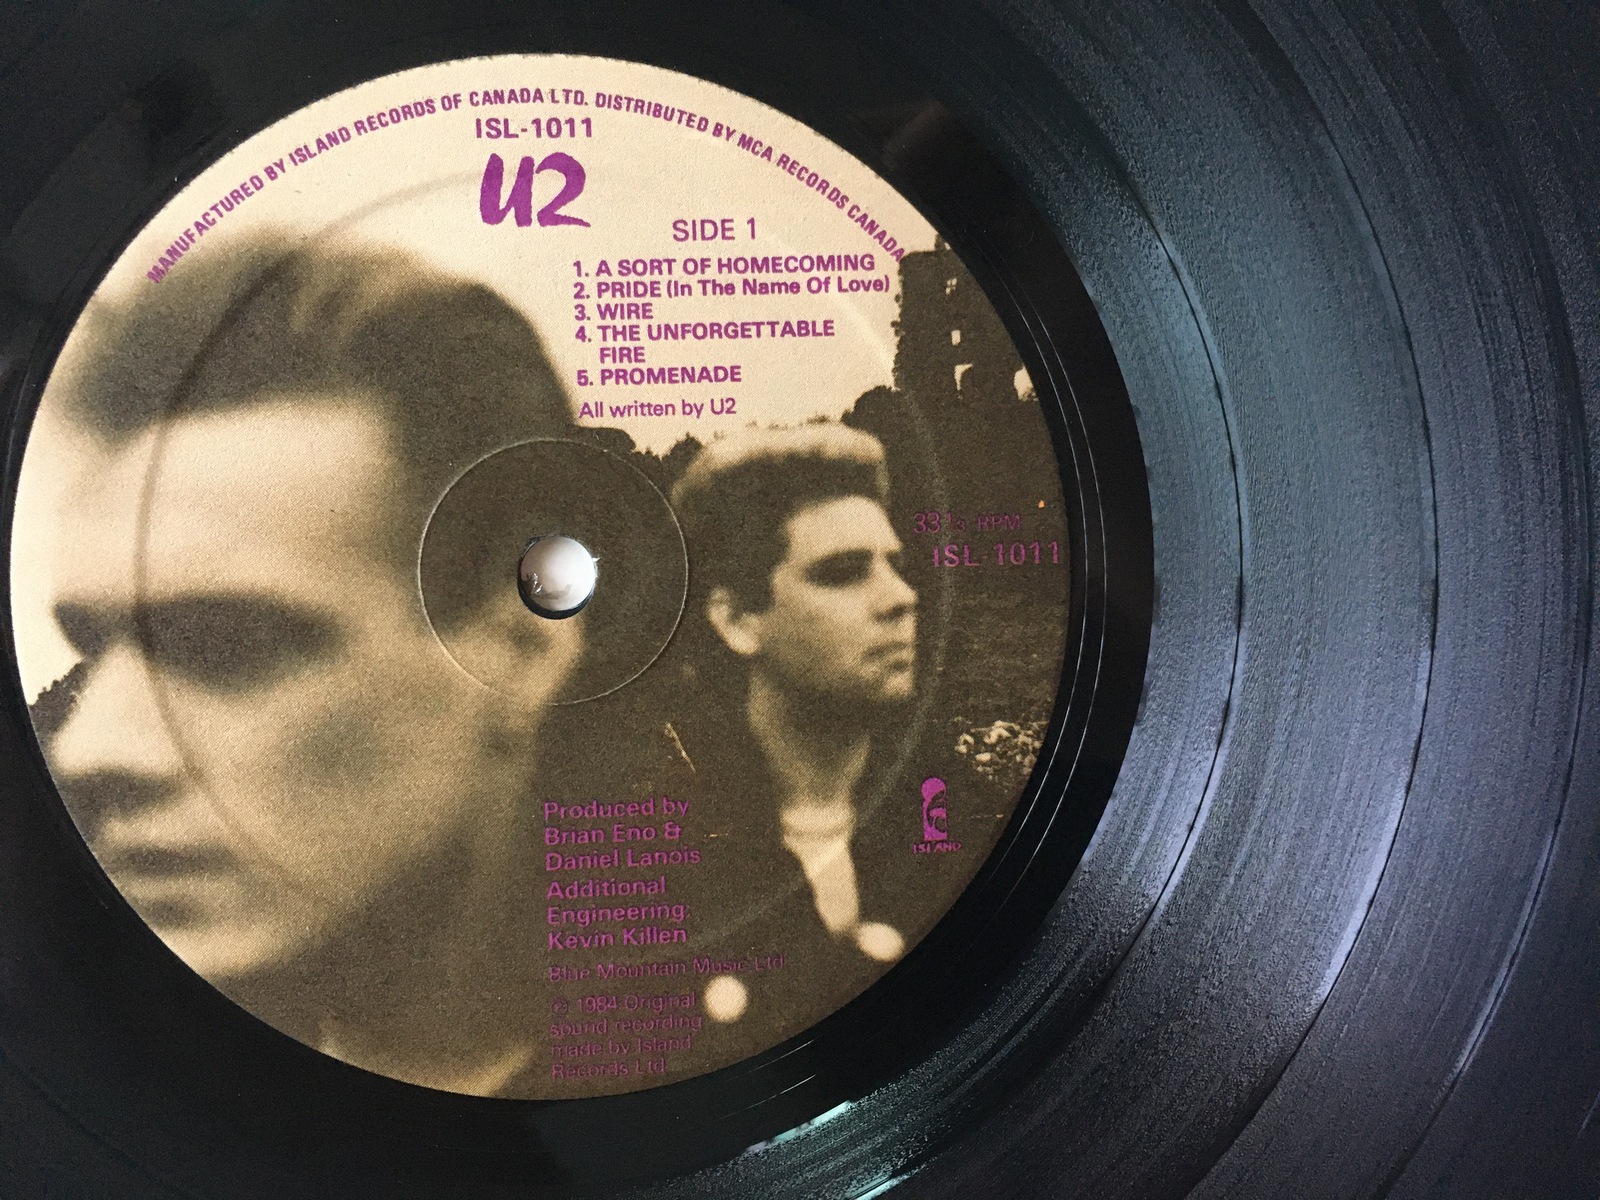 MANUFACTURED BY ISLAND RECORDS OF CANADA LTD. DISTRIBUTED BY MCA RECORDS CANADA
ISL-1011
U2
SIDE 1
1. A SORT OF HOMECOMING
2. PRIDE (In The Name Of Love)
3. WIRE
4. THE UNFORGETTABLE
FIRE
5. PROMENADE
All written by U2
33⅓ RPM
ISL-1011
ISLAND
Produced by
Brian Eno &
Daniel Lanois
Additional
Engineering:
Kevin Killen
Blue Mountain Music Ltd
℗ 1984 Original
sound recording
made by Island
Records Ltd